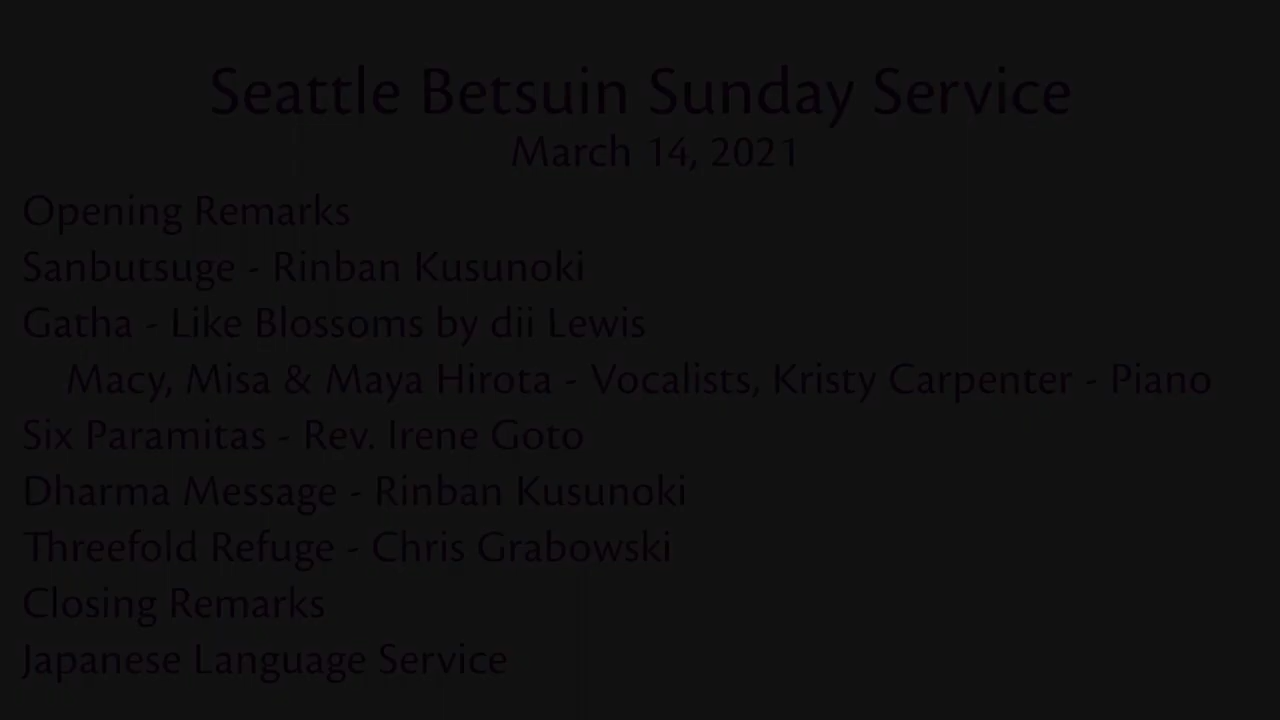 Seattle Betsuin Sunday Service
March 14, 2021
Opening Remarks
Sanbutsuge - Rinban Kusunoki
Gatha - Like Blossoms by dii Lewis
Macy, Misa & Maya Hirota - Vocalists, Kristy Carpenter - Piano
Six Paramitas - Rev. Irene Goto
Dharma Message - Rinban Kusunoki
Threefold Refuge - Chris Grabowski
Closing Remarks
Japanese Language Service